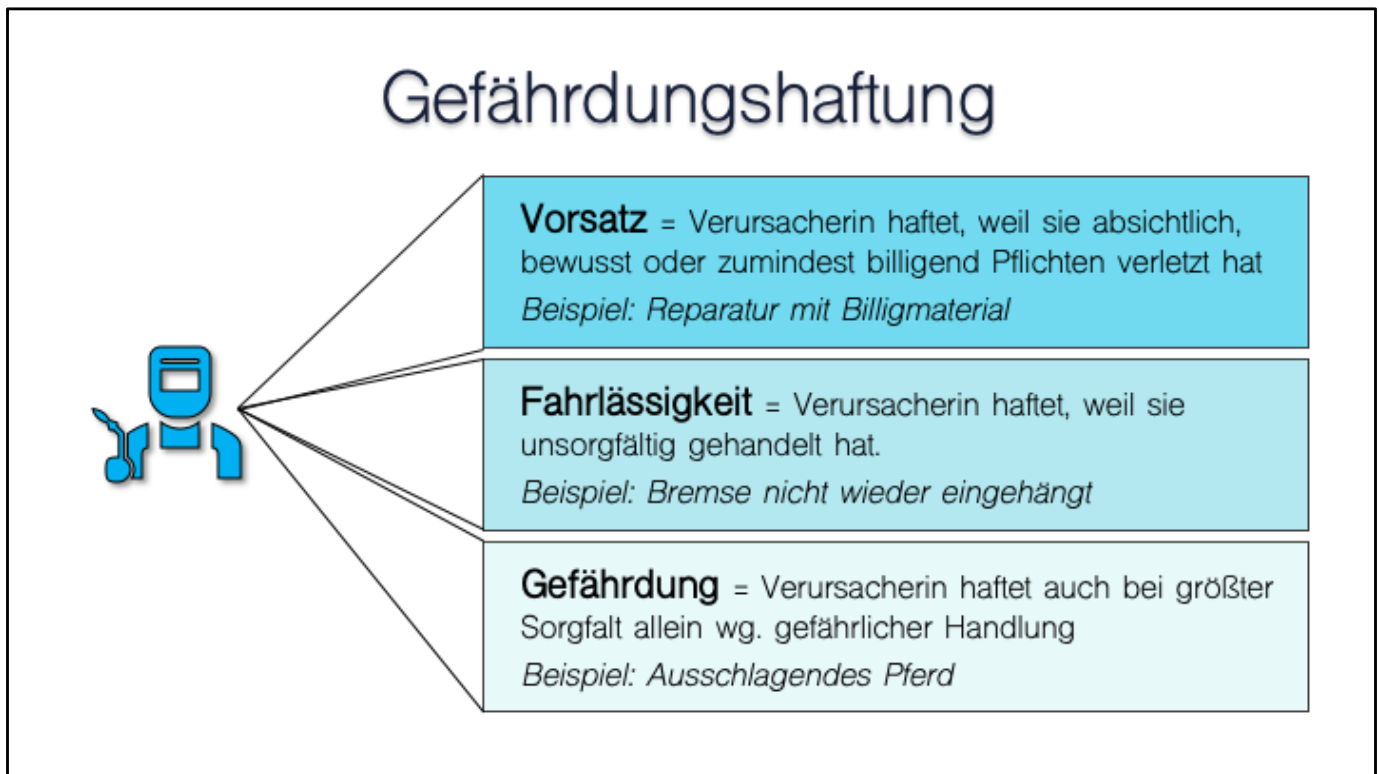 Gefährdungshaftung
Vorsatz = Verursacherin haftet, weil sie absichtlich,
bewusst oder zumindest billigend Pflichten verletzt hat
Beispiel: Reparatur mit Billigmaterial
Fahrlässigkeit = Verursacherin haftet, weil sie
unsorgfältig gehandelt hat.
Beispiel: Bremse nicht wieder eingehängt
Gefährdung = Verursacherin haftet auch bei größter
Sorgfalt allein wg. gefährlicher Handlung
Beispiel: Ausschlagendes Pferd